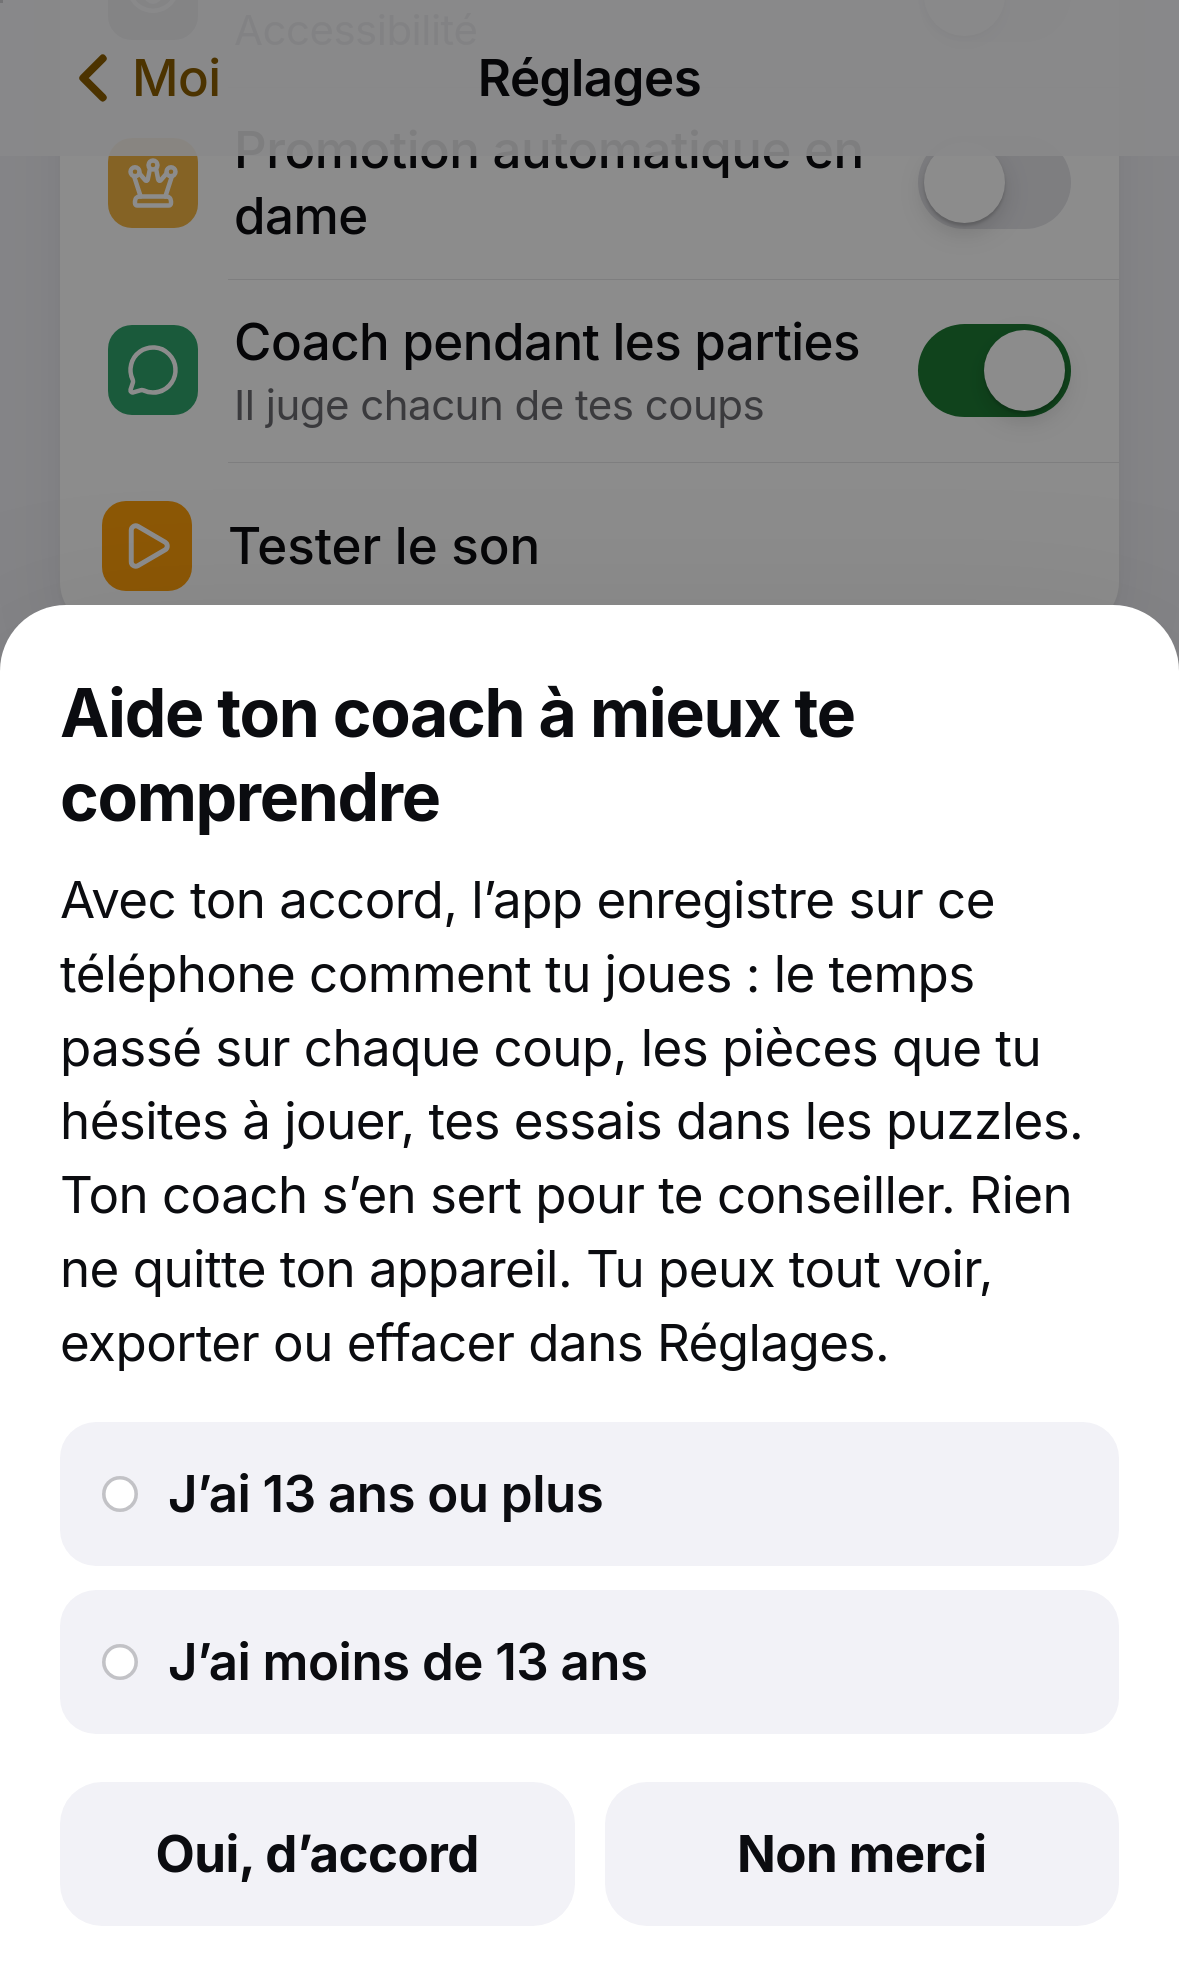 Accessibilité
Moi
Réglages
Promotion automatique en
dame
Coach pendant les parties
Il juge chacun de tes coups
Tester le son
Aide ton coach à mieux te
comprendre
Avec ton accord, l’app enregistre sur ce
téléphone comment tu joues : le temps
passé sur chaque coup, les pièces que tu
hésites à jouer, tes essais dans les puzzles.
Ton coach s’en sert pour te conseiller. Rien
ne quitte ton appareil. Tu peux tout voir,
exporter ou effacer dans Réglages.
J’ai 13 ans ou plus
J’ai moins de 13 ans
Oui, d’accord
Non merci